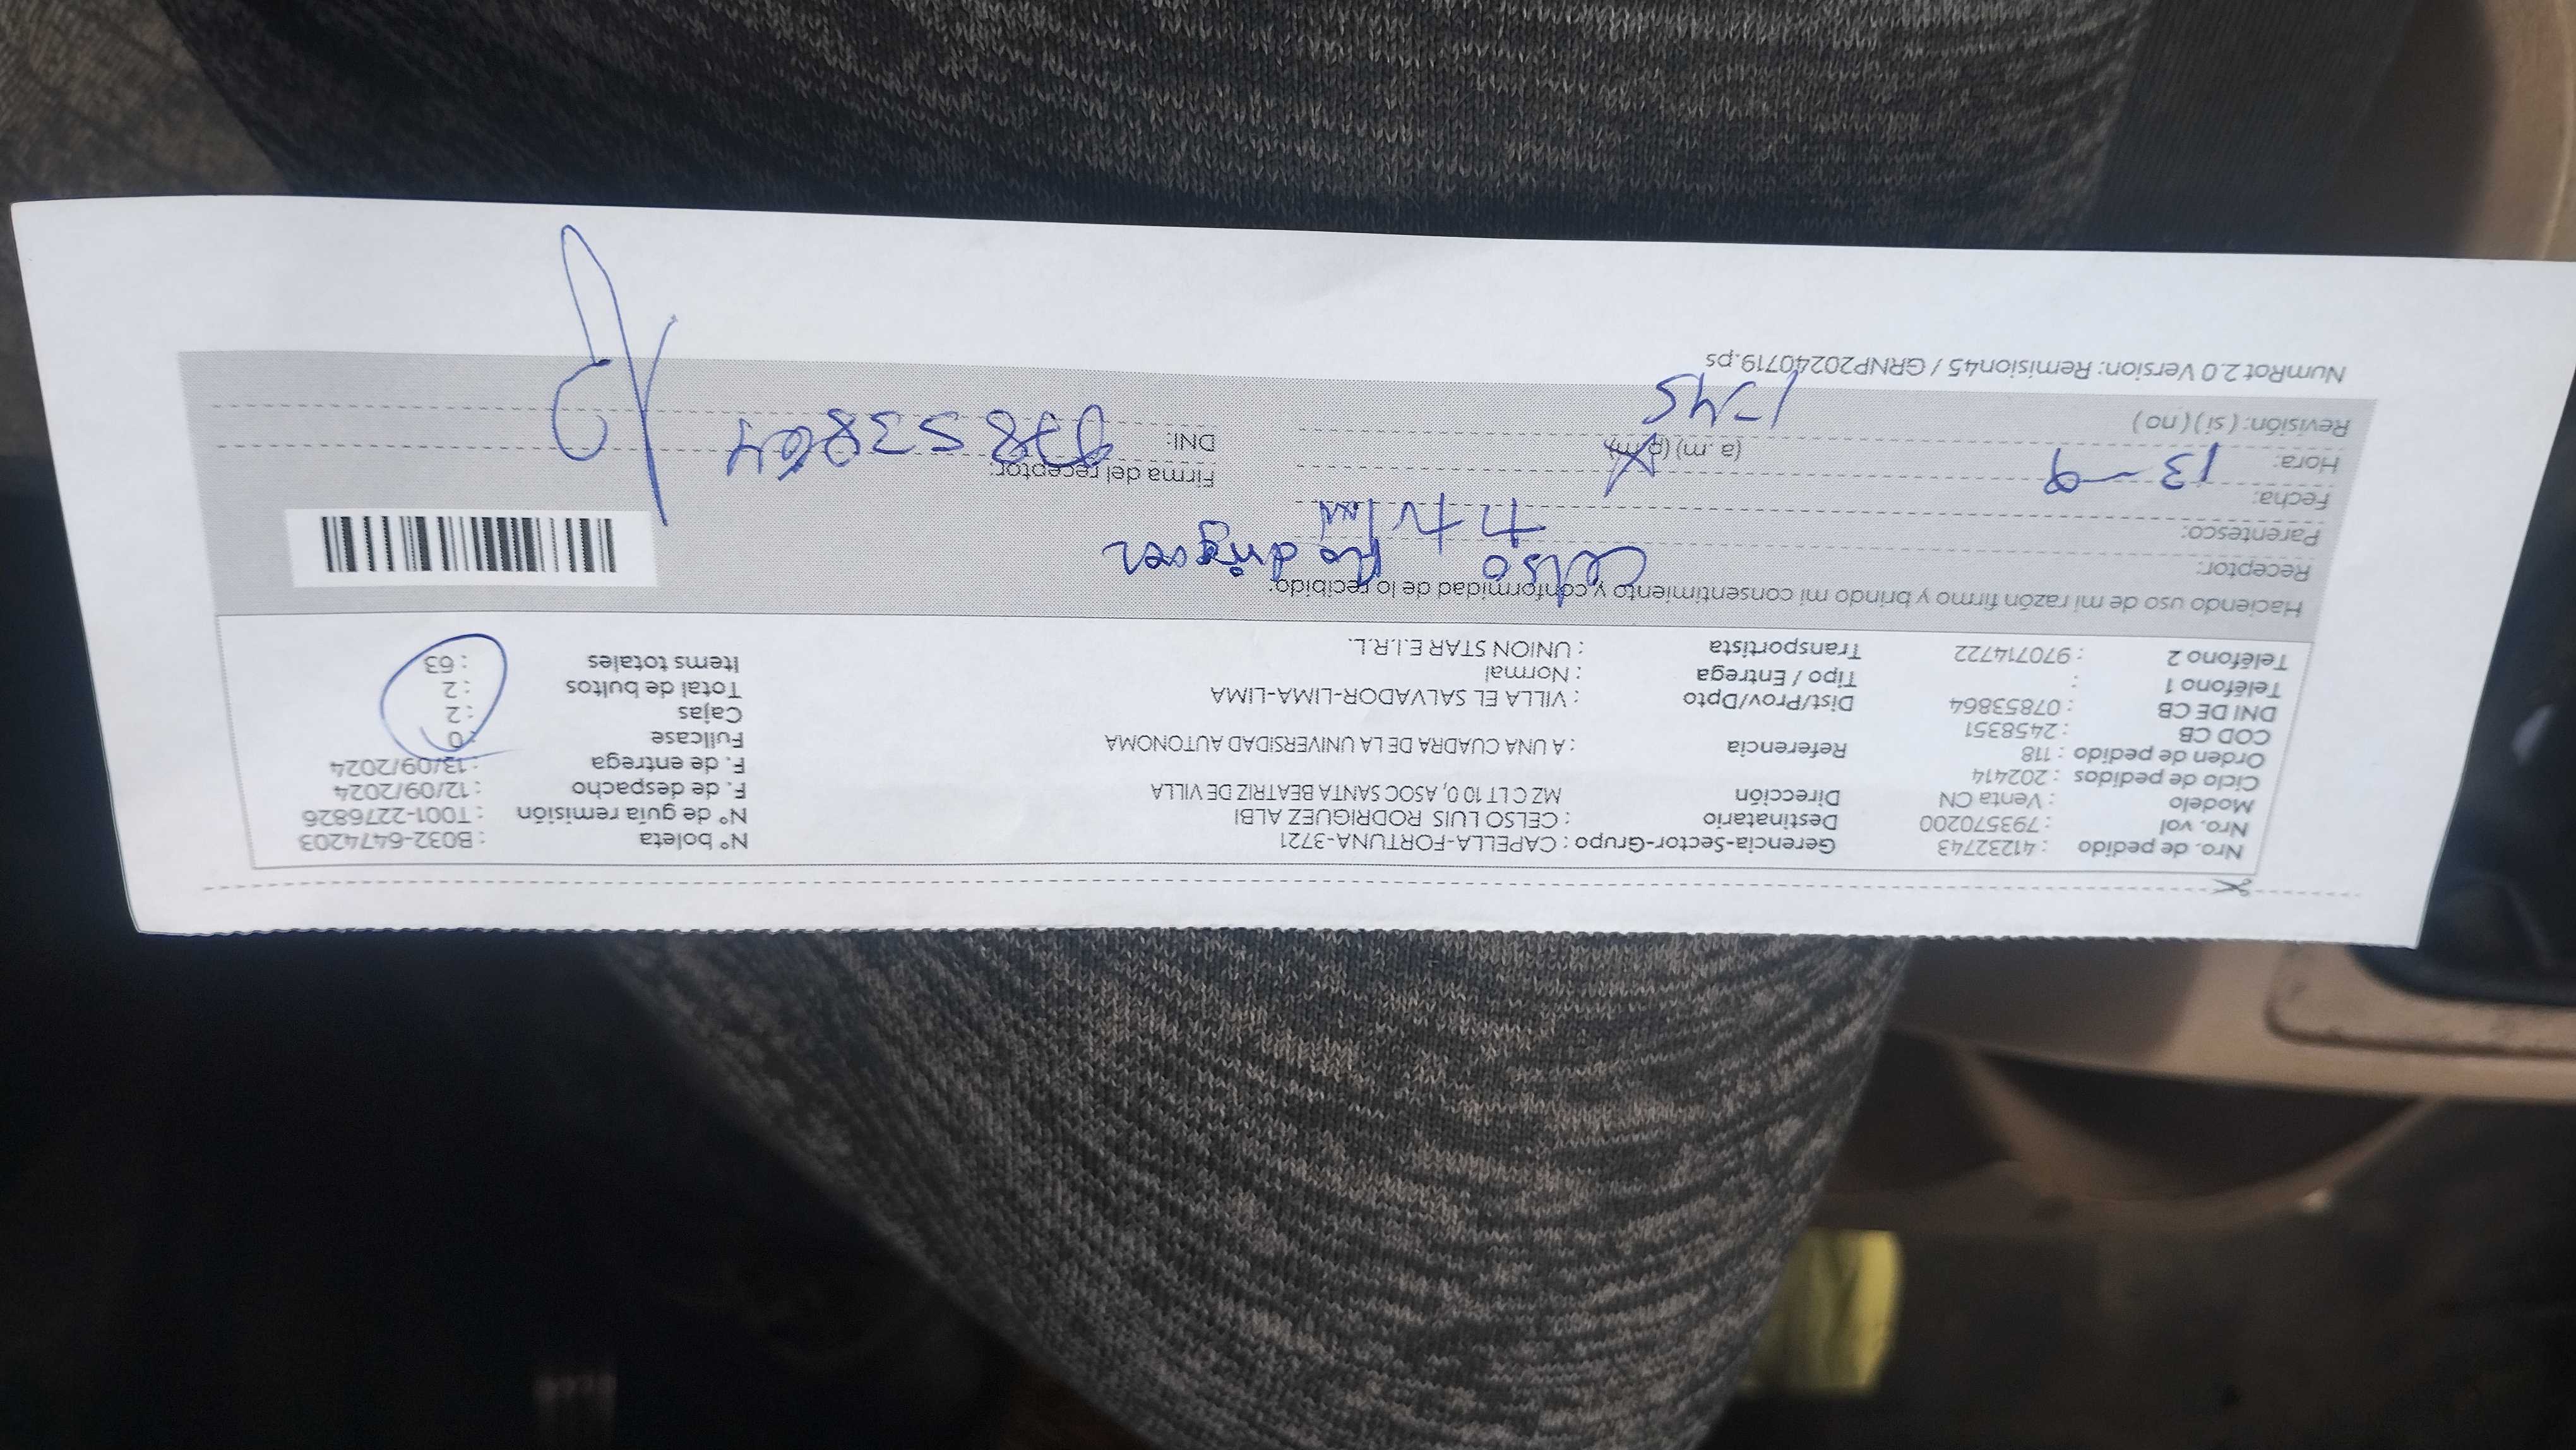 Nro. de pedido : 41232743 Gerencia-Sector-Grupo : CAPELLA-FORTUNA-3721 N° boleta : B032-6474203
Nro. vol : 793570200 Destinatario : CELSO LUIS RODRIGUEZ ALBI N° de guía remisión : T001-2276826
Modelo : Venta CN Dirección MZ C LT 10 0, ASOC SANTA BEATRIZ DE VILLA F. de despacho : 12/09/2024
Ciclo de pedidos : 202414 F. de entrega : 13/09/2024
Orden de pedido : 118 Referencia : A UNA CUADRA DE LA UNIVERSIDAD AUTONOMA Fullcase : 0
COD CB : 2458351 Cajas : 2
DNI DE CB : 07853864 Dist/Prov/Dpto : VILLA EL SALVADOR-LIMA-LIMA Total de bultos : 2
Teléfono 1 : Tipo / Entrega : Normal Items totales : 63
Teléfono 2 : 970714722 Transportista : UNION STAR E.I.R.L.
Haciendo uso de mi razón firmo y brindo mi consentimiento y conformidad de lo recibido:
Receptor: Celso Rodriguez
Parentesco:
Fecha: 13-9 Firma del receptor:
Hora: (a.m) (p.m) 1-45 DNI: 07853864
Revisión: ( si ) ( no )
NumRot 2.0 Version: Remision45 / GRNP20240719.ps